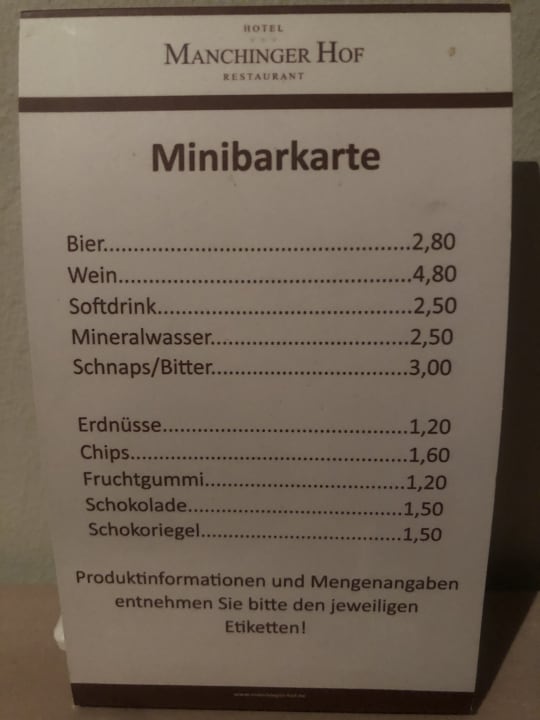 HOTEL
MANCHINGER HOF
RESTAURANT
Minibarkarte
Bier..................................................2,80
Wein................................................4,80
Softdrink..........................................2,50
Mineralwasser.................................2,50
Schnaps/Bitter.................................3,00
Erdnüsse..........................................1,20
Chips...............................................1,60
Fruchtgummi...................................1,20
Schokolade......................................1,50
Schokoriegel....................................1,50
Produktinformationen und Mengenangaben
entnehmen Sie bitte den jeweiligen
Etiketten!